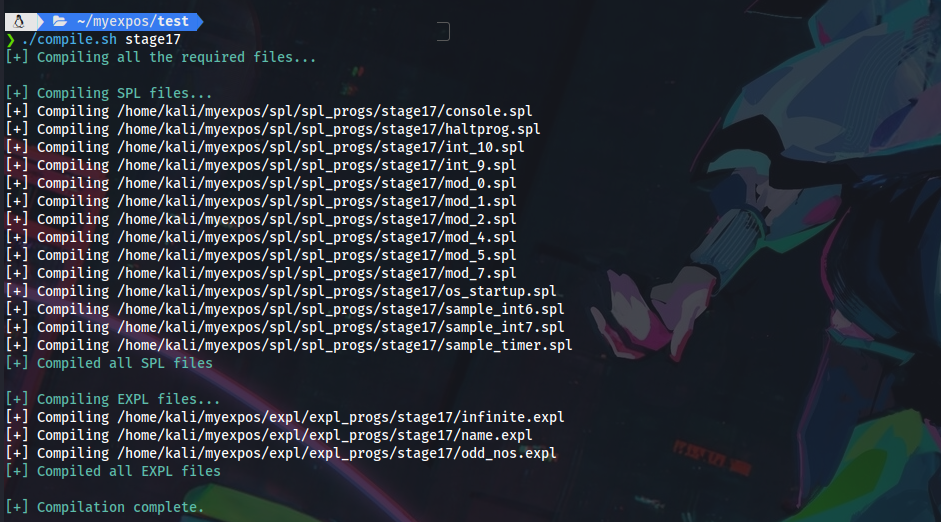 ~/myexpos/test
❯ ./compile.sh stage17
[+] Compiling all the required files...
[+] Compiling SPL files...
[+] Compiling /home/kali/myexpos/spl/spl_progs/stage17/console.spl
[+] Compiling /home/kali/myexpos/spl/spl_progs/stage17/haltprog.spl
[+] Compiling /home/kali/myexpos/spl/spl_progs/stage17/int_10.spl
[+] Compiling /home/kali/myexpos/spl/spl_progs/stage17/int_9.spl
[+] Compiling /home/kali/myexpos/spl/spl_progs/stage17/mod_0.spl
[+] Compiling /home/kali/myexpos/spl/spl_progs/stage17/mod_1.spl
[+] Compiling /home/kali/myexpos/spl/spl_progs/stage17/mod_2.spl
[+] Compiling /home/kali/myexpos/spl/spl_progs/stage17/mod_4.spl
[+] Compiling /home/kali/myexpos/spl/spl_progs/stage17/mod_5.spl
[+] Compiling /home/kali/myexpos/spl/spl_progs/stage17/mod_7.spl
[+] Compiling /home/kali/myexpos/spl/spl_progs/stage17/os_startup.spl
[+] Compiling /home/kali/myexpos/spl/spl_progs/stage17/sample_int6.spl
[+] Compiling /home/kali/myexpos/spl/spl_progs/stage17/sample_int7.spl
[+] Compiling /home/kali/myexpos/spl/spl_progs/stage17/sample_timer.spl
[+] Compiled all SPL files
[+] Compiling EXPL files...
[+] Compiling /home/kali/myexpos/expl/expl_progs/stage17/infinite.expl
[+] Compiling /home/kali/myexpos/expl/expl_progs/stage17/name.expl
[+] Compiling /home/kali/myexpos/expl/expl_progs/stage17/odd_nos.expl
[+] Compiled all EXPL files
[+] Compilation complete.